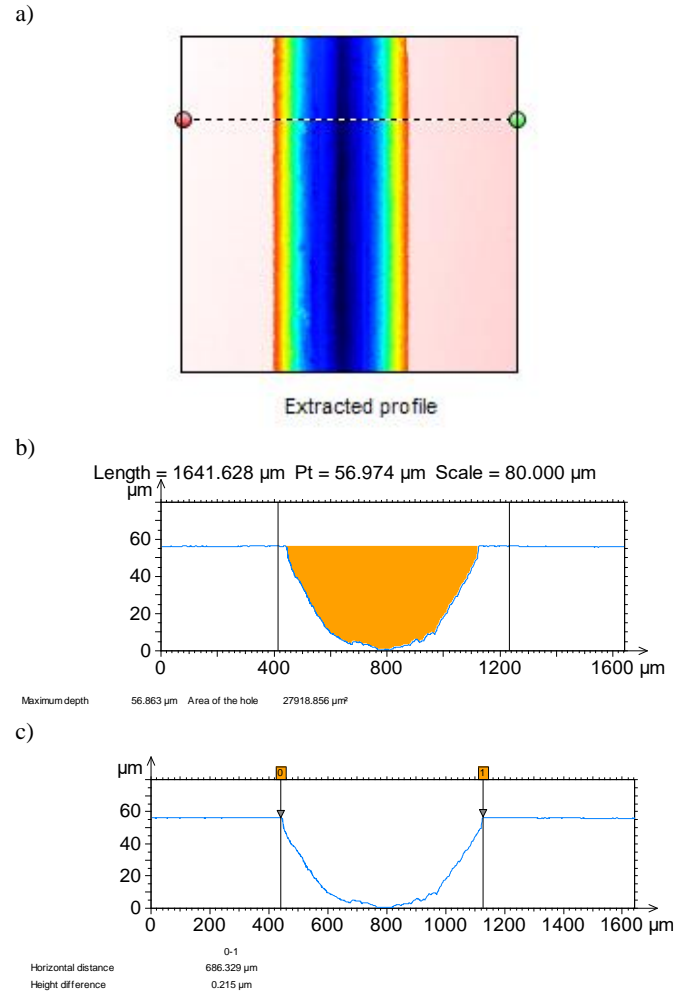 a)
Extracted profile
b)
Length = 1641.628 µm Pt = 56.974 µm Scale = 80.000 µm
µm
60
40
20
0
0 400 800 1200 1600 µm
Maximum depth 56.863 µm Area of the hole 27918.856 µm²
c)
µm
0 1
60
40
20
0
0 200 400 600 800 1000 1200 1400 1600 µm
0-1
Horizontal distance 686.329 µm
Height difference 0.215 µm